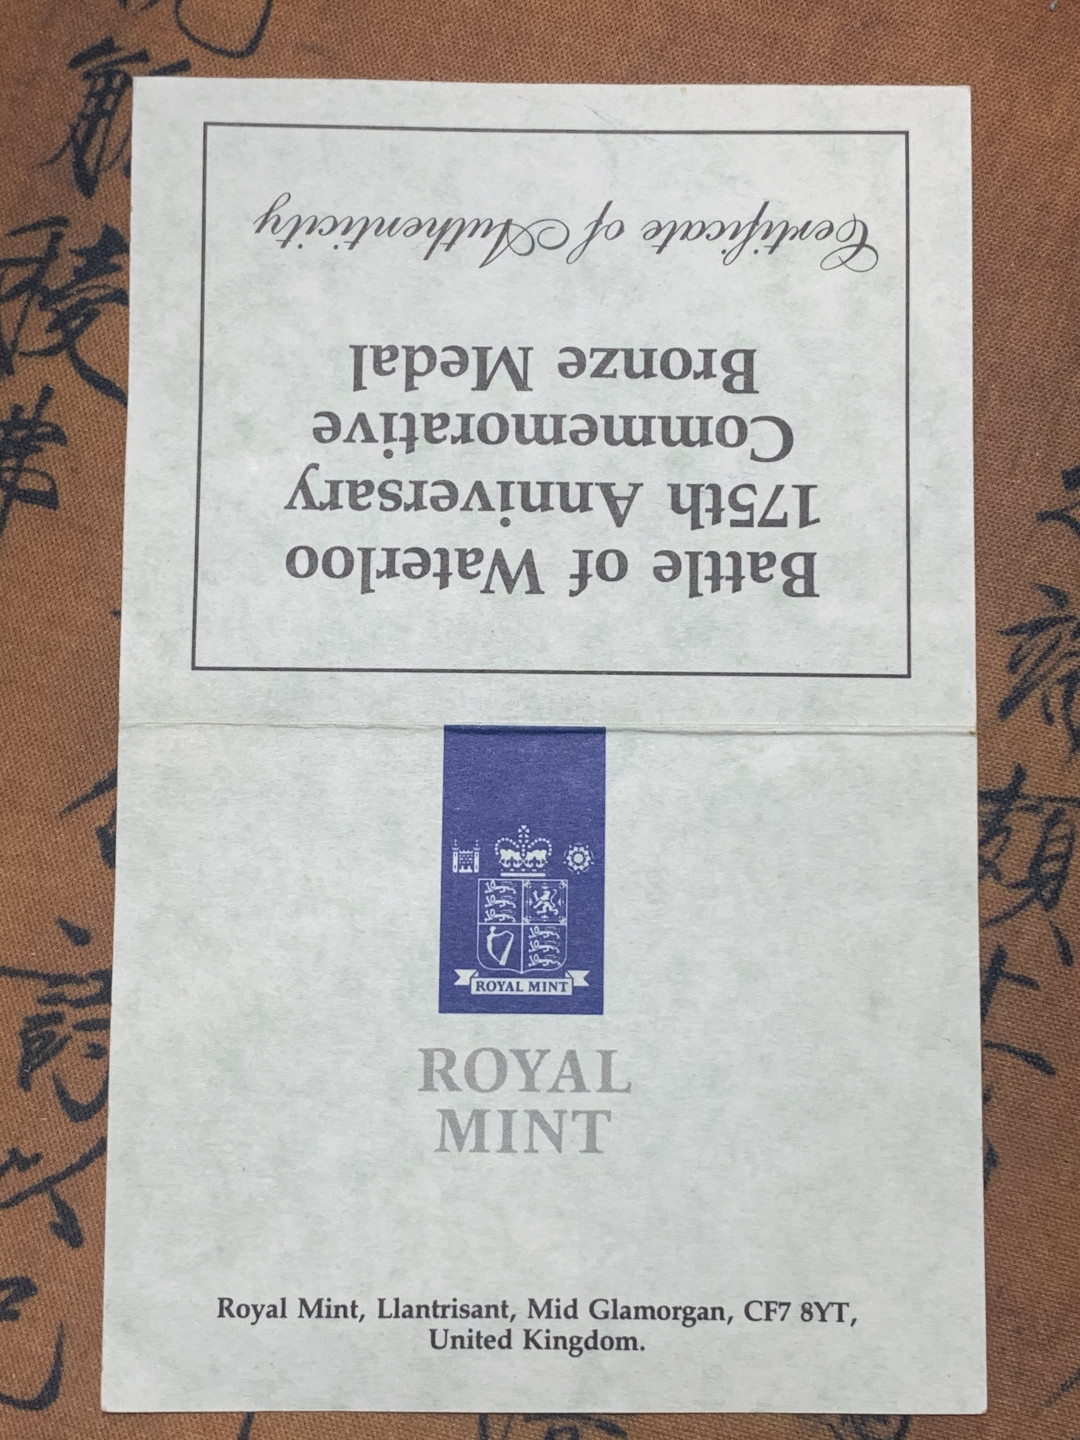 Battle of Waterloo
175th Anniversary
Commemorative
Bronze Medal
Certificate of Authenticity
ROYAL MINT
ROYAL
MINT
Royal Mint, Llantrisant, Mid Glamorgan, CF7 8YT,
United Kingdom.